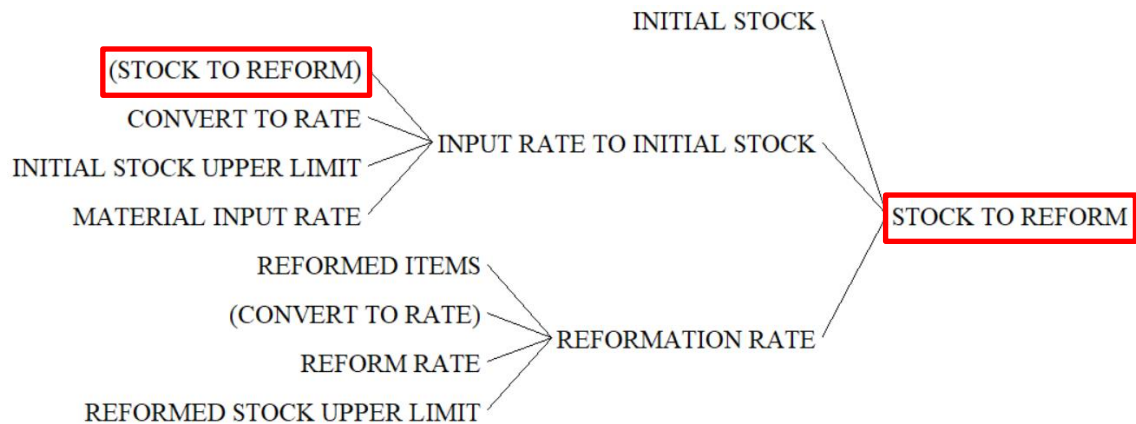 INITIAL STOCK
(STOCK TO REFORM)
CONVERT TO RATE
INPUT RATE TO INITIAL STOCK
INITIAL STOCK UPPER LIMIT
MATERIAL INPUT RATE
STOCK TO REFORM
REFORMED ITEMS
(CONVERT TO RATE)
REFORMATION RATE
REFORM RATE
REFORMED STOCK UPPER LIMIT